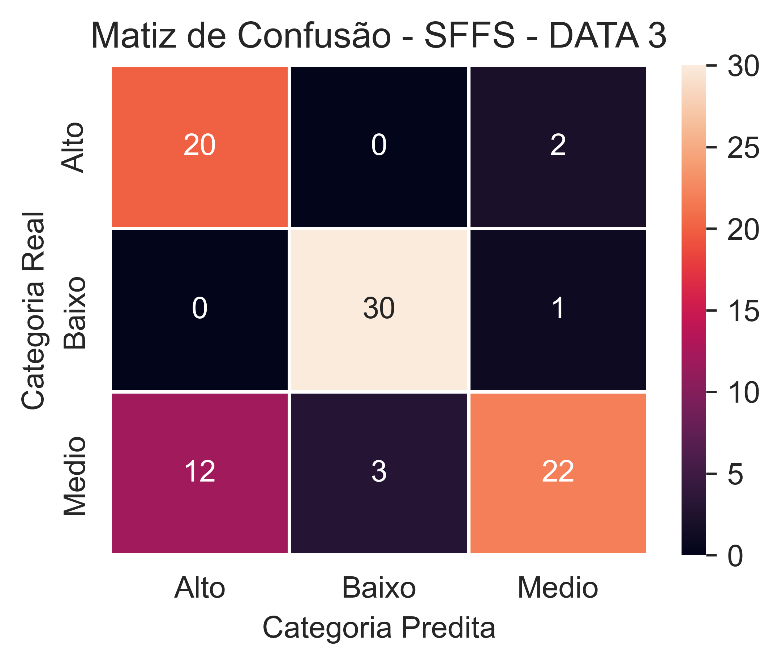 Matiz de Confusão - SFFS - DATA 3
Categoria Real
Alto
20 0 2
Baixo
0 30 1
Medio
12 3 22
Alto Baixo Medio
Categoria Predita
30
25
20
15
10
5
0